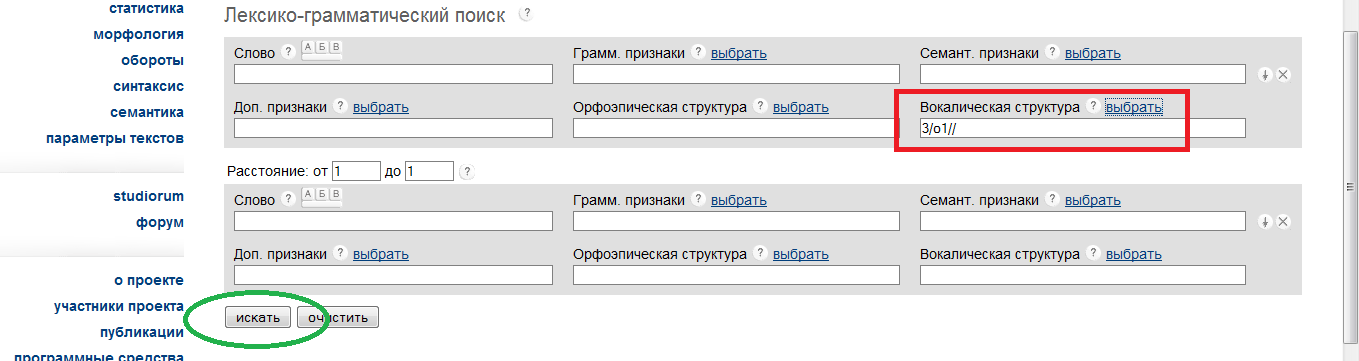 статистика
морфология
обороты
синтаксис
семантика
параметры текстов
studiorum
форум
о проекте
участники проекта
публикации
программные средства
Лексико-грамматический поиск ?
Слово ? А Б В Грамм. признаки ? выбрать Семант. признаки ? выбрать
Доп. признаки ? выбрать Орфоэпическая структура ? выбрать Вокалическая структура ? выбрать
3/о1//
Расстояние: от 1 до 1 ?
Слово ? А Б В Грамм. признаки ? выбрать Семант. признаки ? выбрать
Доп. признаки ? выбрать Орфоэпическая структура ? выбрать Вокалическая структура ? выбрать
искать очистить